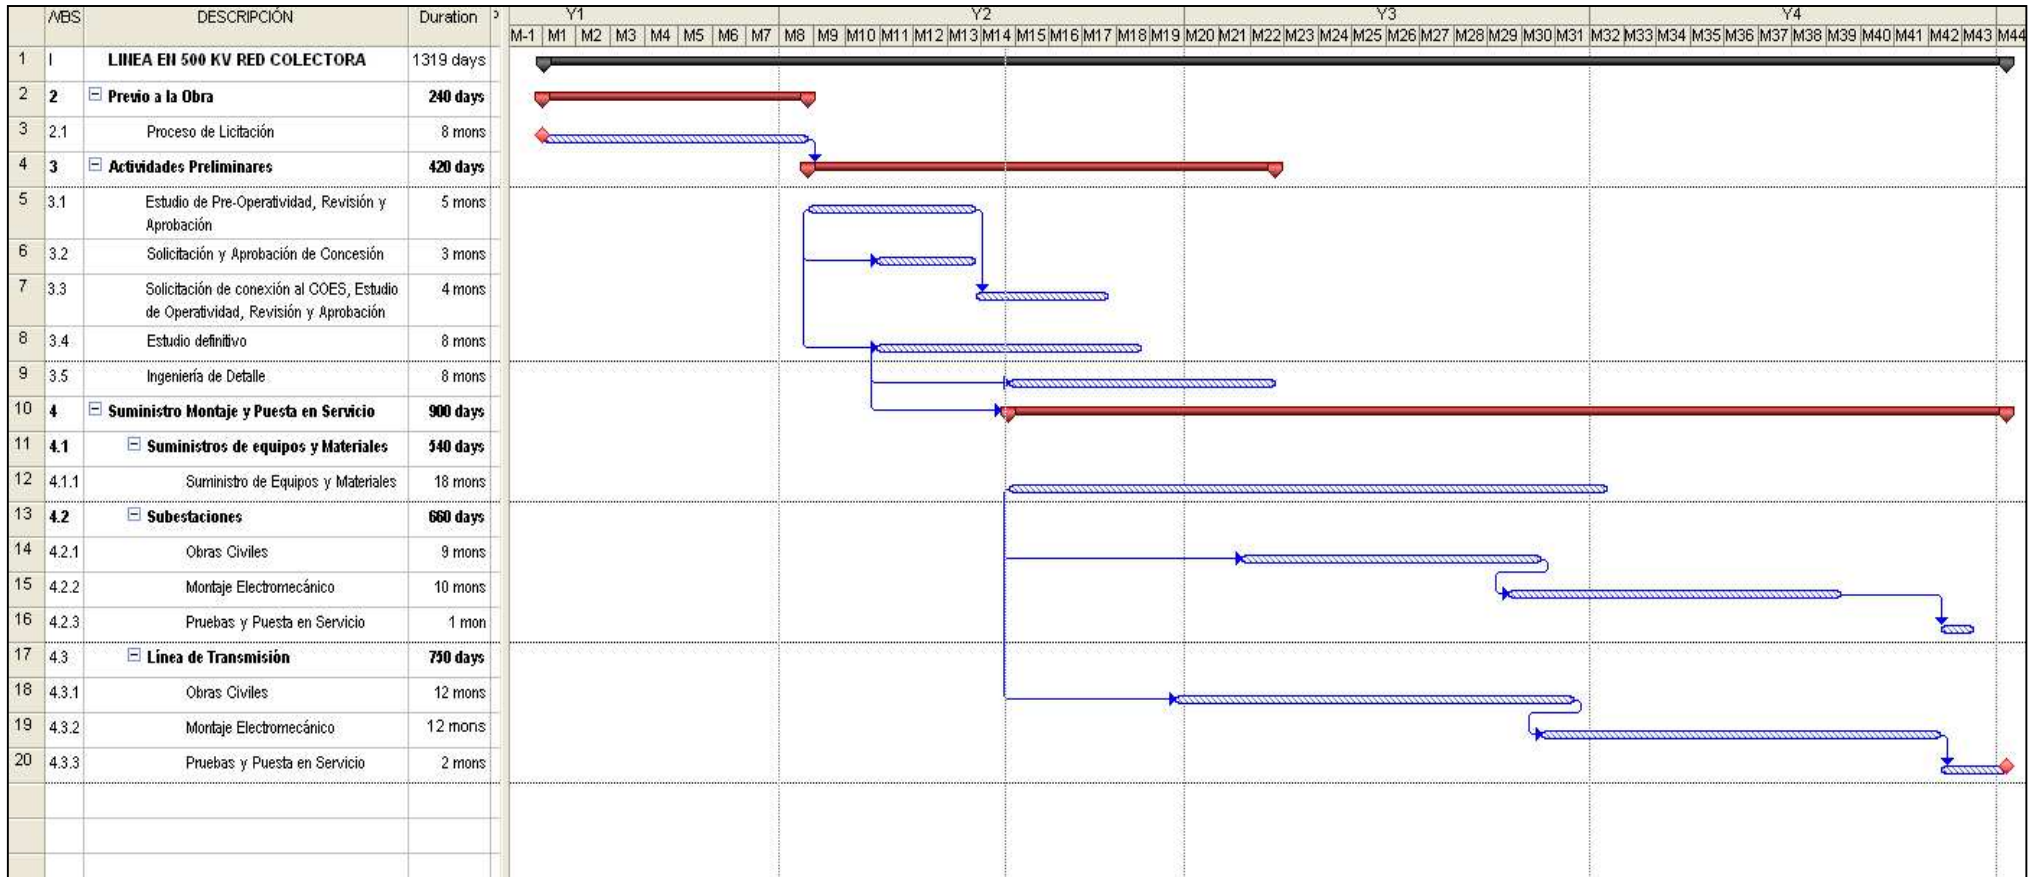 WBS DESCRIPCIÓN Duration Y1 Y2 Y3 Y4
M-1 M1 M2 M3 M4 M5 M6 M7 M8 M9 M10 M11 M12 M13 M14 M15 M16 M17 M18 M19 M20 M21 M22 M23 M24 M25 M26 M27 M28 M29 M30 M31 M32 M33 M34 M35 M36 M37 M38 M39 M40 M41 M42 M43 M44
1 I LINEA EN 500 KV RED COLECTORA 1319 days
2 2 Previo a la Obra 240 days
3 2.1 Proceso de Licitación 8 mons
4 3 Actividades Preliminares 420 days
5 3.1 Estudio de Pre-Operatividad, Revisión y 5 mons
Aprobación
6 3.2 Solicitación y Aprobación de Concesión 3 mons
7 3.3 Solicitación de conexión al COES, Estudio 4 mons
de Operatividad, Revisión y Aprobación
8 3.4 Estudio definitivo 8 mons
9 3.5 Ingeniería de Detalle 8 mons
10 4 Suministro Montaje y Puesta en Servicio 900 days
11 4.1 Suministros de equipos y Materiales 540 days
12 4.1.1 Suministro de Equipos y Materiales 18 mons
13 4.2 Subestaciones 660 days
14 4.2.1 Obras Civiles 9 mons
15 4.2.2 Montaje Electromecánico 10 mons
16 4.2.3 Pruebas y Puesta en Servicio 1 mon
17 4.3 Línea de Transmisión 750 days
18 4.3.1 Obras Civiles 12 mons
19 4.3.2 Montaje Electromecánico 12 mons
20 4.3.3 Pruebas y Puesta en Servicio 2 mons